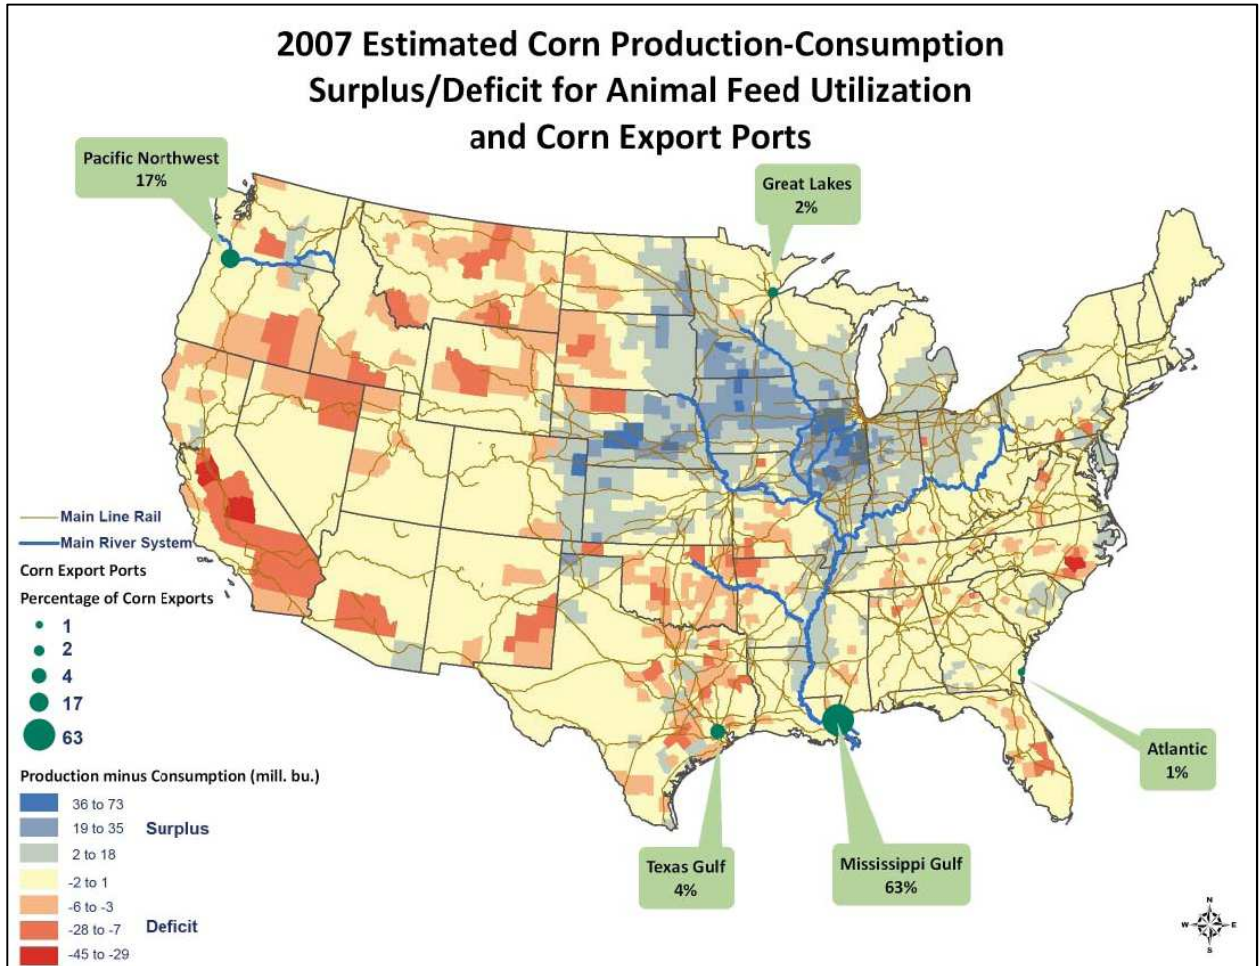 2007 Estimated Corn Production-Consumption
Surplus/Deficit for Animal Feed Utilization
and Corn Export Ports
Pacific Northwest
17%
Great Lakes
2%
Main Line Rail
Main River System
Corn Export Ports
Percentage of Corn Exports
1
2
4
17
63
Production minus Consumption (mill. bu.)
36 to 73
19 to 35
Surplus
2 to 18
-2 to 1
-6 to -3
-28 to -7
Deficit
-45 to -29
Texas Gulf
4%
Mississippi Gulf
63%
Atlantic
1%
N
W E
S